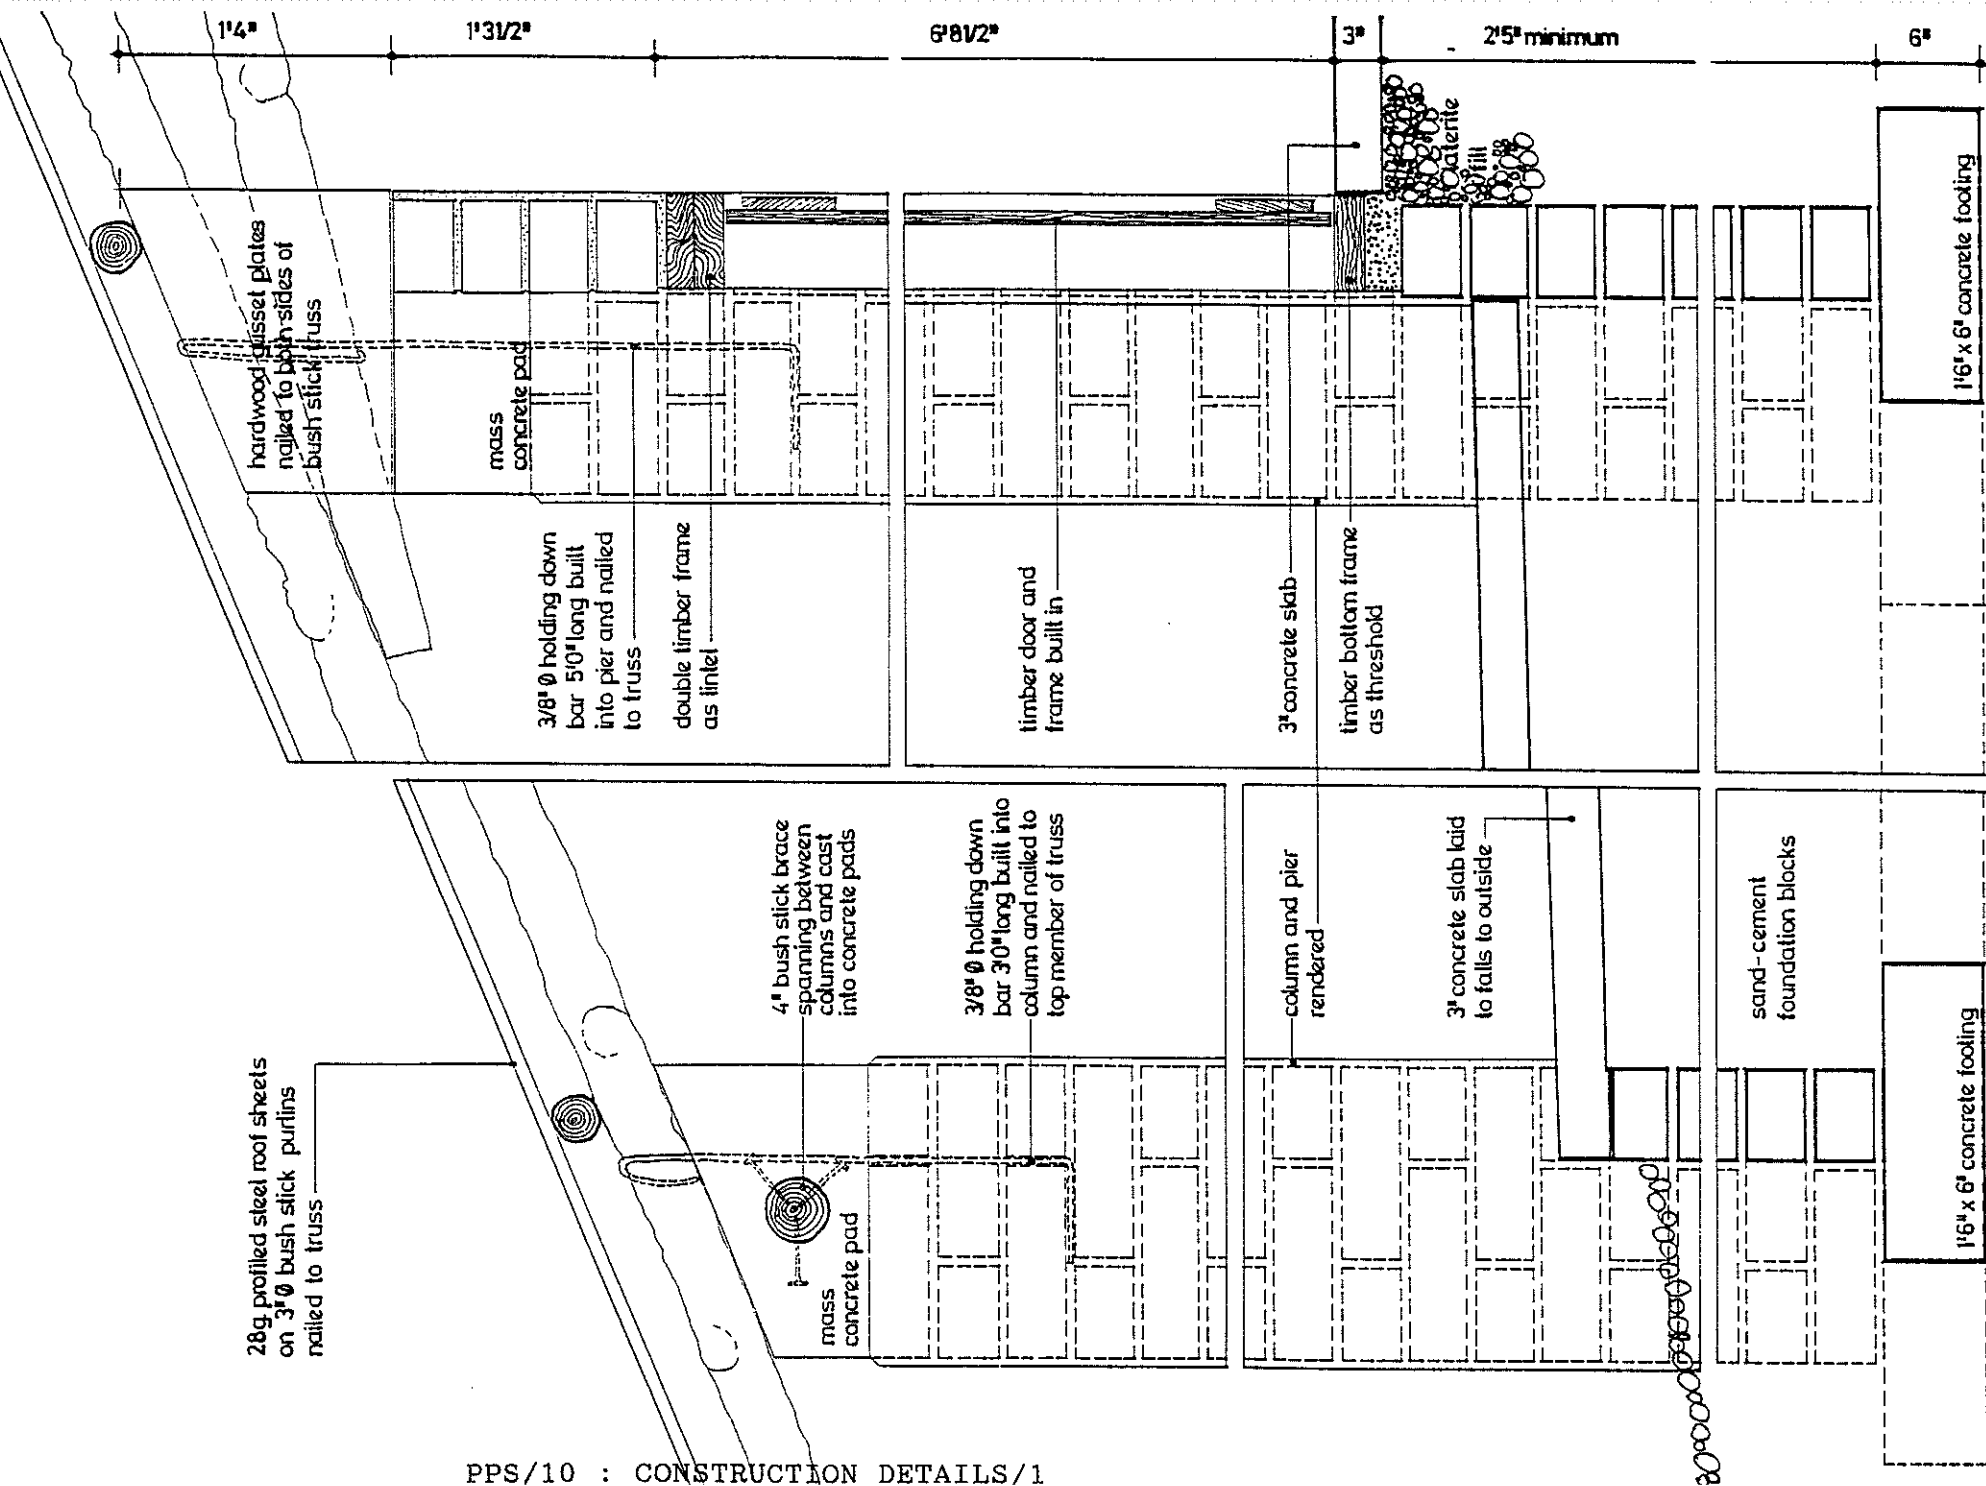 1'4"
1'31/2"
6'81/2"
3"
2'5" minimum
6"
hardwood gusset plates
nailed to both sides of
bush stick truss
mass
concrete pad
laterite
fill
1'6" x 6" concrete footing
3/8" Ø holding down
bar 5'0" long built
into pier and nailed
to truss
double timber frame
as lintel
timber door and
frame built in
3" concrete slab
timber bottom frame
as threshold
4" bush stick brace
spanning between
columns and cast
into concrete pads
3/8" Ø holding down
bar 3'0" long built into
column and nailed to
top member of truss
column and pier
rendered
3" concrete slab laid
to falls to outside
sand-cement
foundation blocks
28g. profiled steel roof sheets
on 3" Ø bush stick purlins
nailed to truss
mass
concrete pad
1'6" x 6" concrete footing
PPS/10 : CONSTRUCTION DETAILS/1